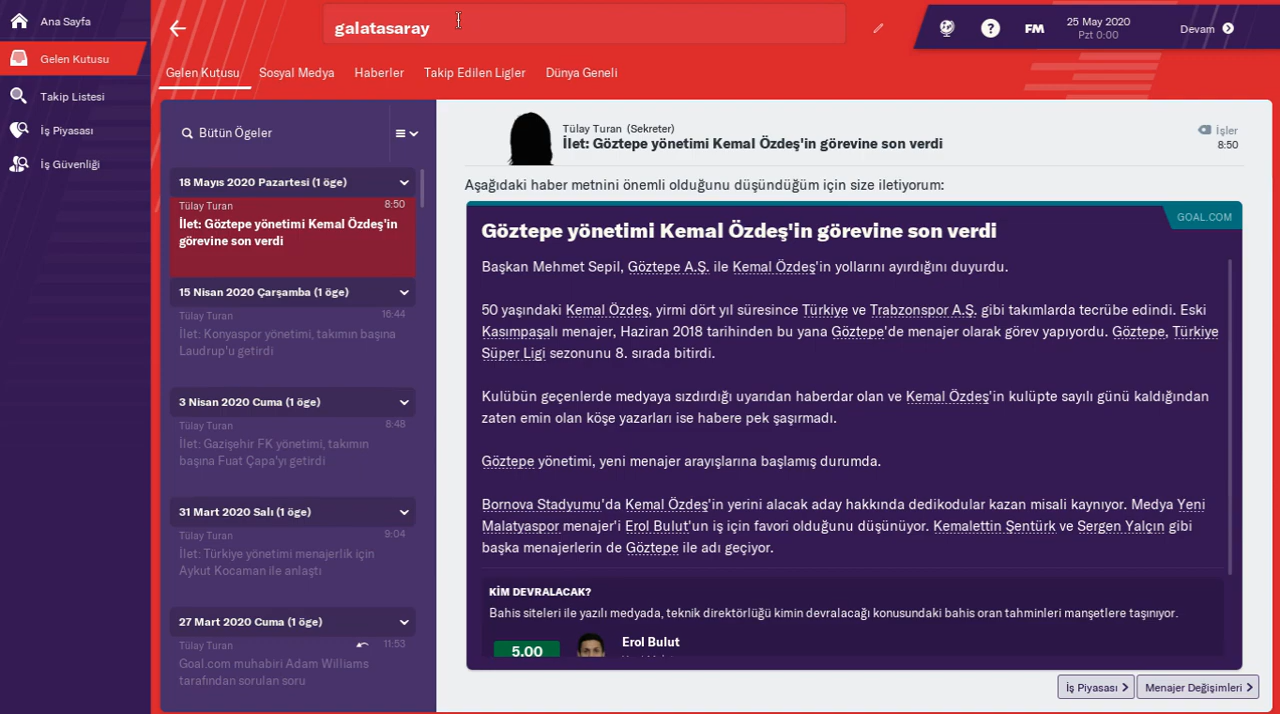 Ana Sayfa
Gelen Kutusu
Takip Listesi
İş Piyasası
İş Güvenliği
galatasaray
?
FM
25 May 2020
Pzt 0:00
Devam
Gelen Kutusu
Sosyal Medya
Haberler
Takip Edilen Ligler
Dünya Geneli
Bütün Ögeler
18 Mayıs 2020 Pazartesi (1 öge)
Tülay Turan 8:50
İlet: Göztepe yönetimi Kemal Özdeş'in
görevine son verdi
15 Nisan 2020 Çarşamba (1 öge)
Tülay Turan 16:44
İlet: Konyaspor yönetimi, takımın başına
Laudrup'u getirdi
3 Nisan 2020 Cuma (1 öge)
Tülay Turan 8:48
İlet: Gazişehir FK yönetimi, takımın
başına Fuat Çapa'yı getirdi
31 Mart 2020 Salı (1 öge)
Tülay Turan 9:04
İlet: Türkiye yönetimi menajerlik için
Aykut Kocaman ile anlaştı
27 Mart 2020 Cuma (1 öge)
Tülay Turan 11:53
Goal.com muhabiri Adam Williams
tarafından sorulan soru
Tülay Turan (Sekreter)
İlet: Göztepe yönetimi Kemal Özdeş'in görevine son verdi
İşler
8:50
Aşağıdaki haber metnini önemli olduğunu düşündüğüm için size iletiyorum:
GOAL.COM
Göztepe yönetimi Kemal Özdeş'in görevine son verdi
Başkan Mehmet Sepil, Göztepe A.Ş. ile Kemal Özdeş'in yollarını ayırdığını duyurdu.
50 yaşındaki Kemal Özdeş, yirmi dört yıl süresince Türkiye ve Trabzonspor A.Ş. gibi takımlarda tecrübe edindi. Eski
Kasımpaşalı menajer, Haziran 2018 tarihinden bu yana Göztepe'de menajer olarak görev yapıyordu. Göztepe, Türkiye
Süper Ligi sezonunu 8. sırada bitirdi.
Kulübün geçenlerde medyaya sızdırdığı uyarıdan haberdar olan ve Kemal Özdeş'in kulüpte sayılı günü kaldığından
zaten emin olan köşe yazarları ise habere pek şaşırmadı.
Göztepe yönetimi, yeni menajer arayışlarına başlamış durumda.
Bornova Stadyumu'da Kemal Özdeş'in yerini alacak aday hakkında dedikodular kazan misali kaynıyor. Medya Yeni
Malatyaspor menajer'i Erol Bulut'un iş için favori olduğunu düşünüyor. Kemalettin Şentürk ve Sergen Yalçın gibi
başka menajerlerin de Göztepe ile adı geçiyor.
KİM DEVRALACAK?
Bahis siteleri ile yazılı medyada, teknik direktörlüğü kimin devralacağı konusundaki bahis oran tahminleri manşetlere taşınıyor.
5.00
Erol Bulut
İş Piyasası
Menajer Değişimleri